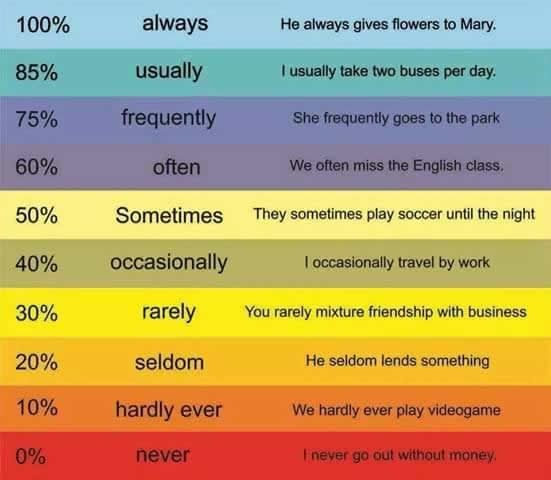 100% always He always gives flowers to Mary.
85% usually I usually take two buses per day.
75% frequently She frequently goes to the park
60% often We often miss the English class.
50% Sometimes They sometimes play soccer until the night
40% occasionally I occasionally travel by work
30% rarely You rarely mixture friendship with business
20% seldom He seldom lends something
10% hardly ever We hardly ever play videogame
0% never I never go out without money.